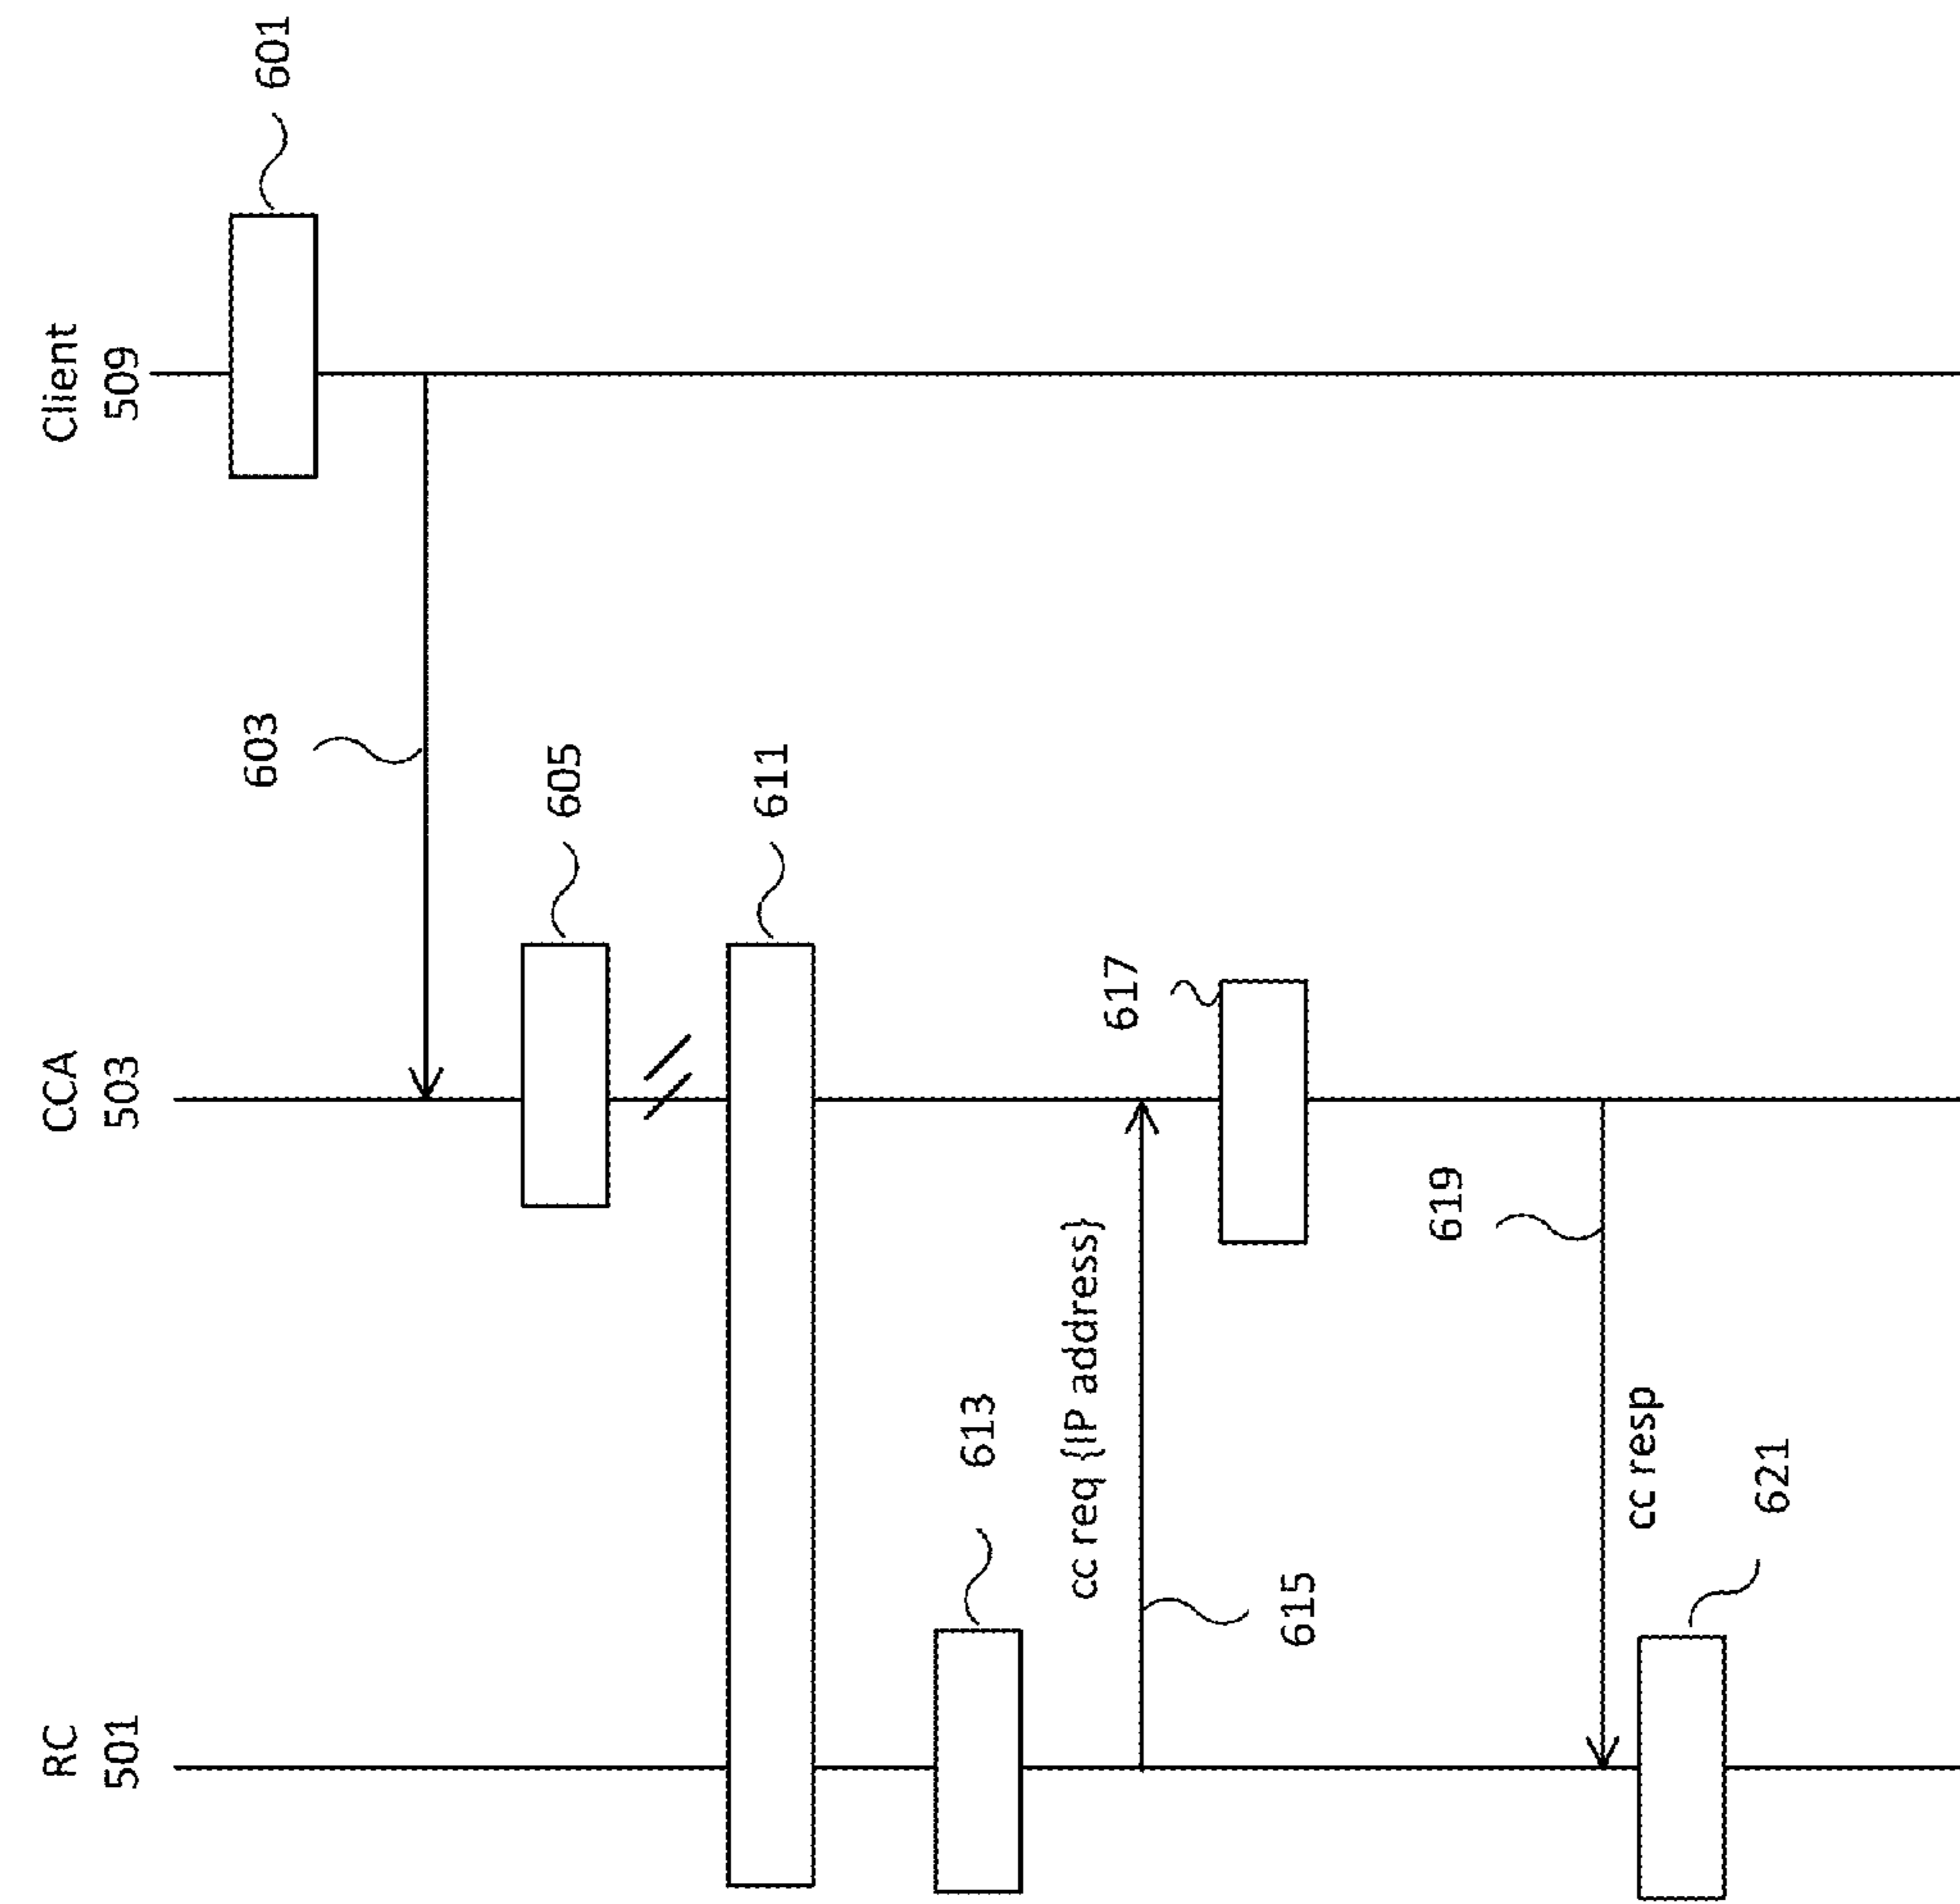 RC
501
CCA
503
Client
509
603
601
605
611
613
cc req {IP address}
617
615
619
cc resp
621